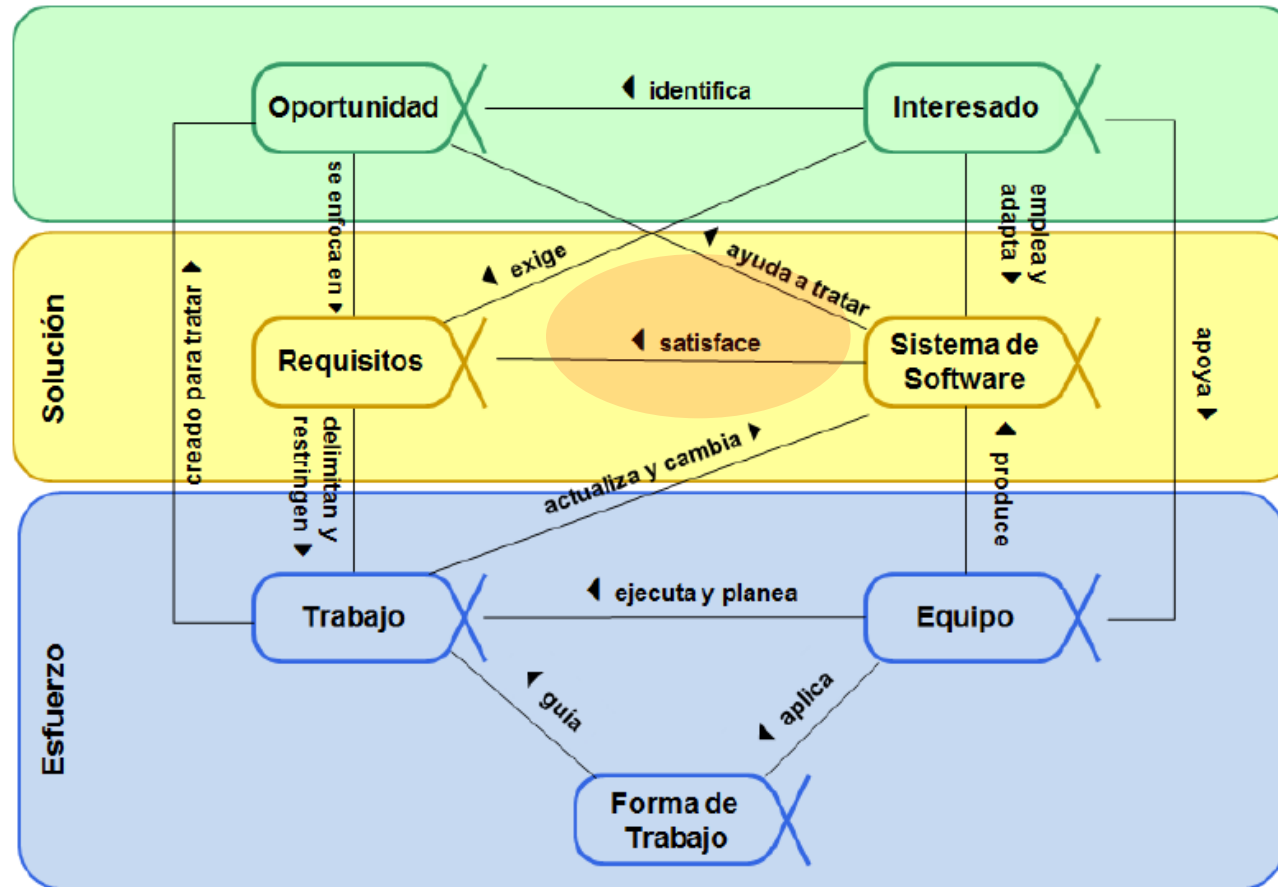 Oportunidad
◀ identifica
Interesado
se enfoca en ▶
emplea y
adapta ▶
◀ exige
◀ ayuda a tratar
Solución
creado para tratar ▶
Requisitos
◀ satisface
Sistema de
Software
apoya ▶
delimitan y
restringen ▶
actualiza y cambia ▶
◀ produce
Esfuerzo
Trabajo
◀ ejecuta y planea
Equipo
◀ guía
◀ aplica
Forma de
Trabajo